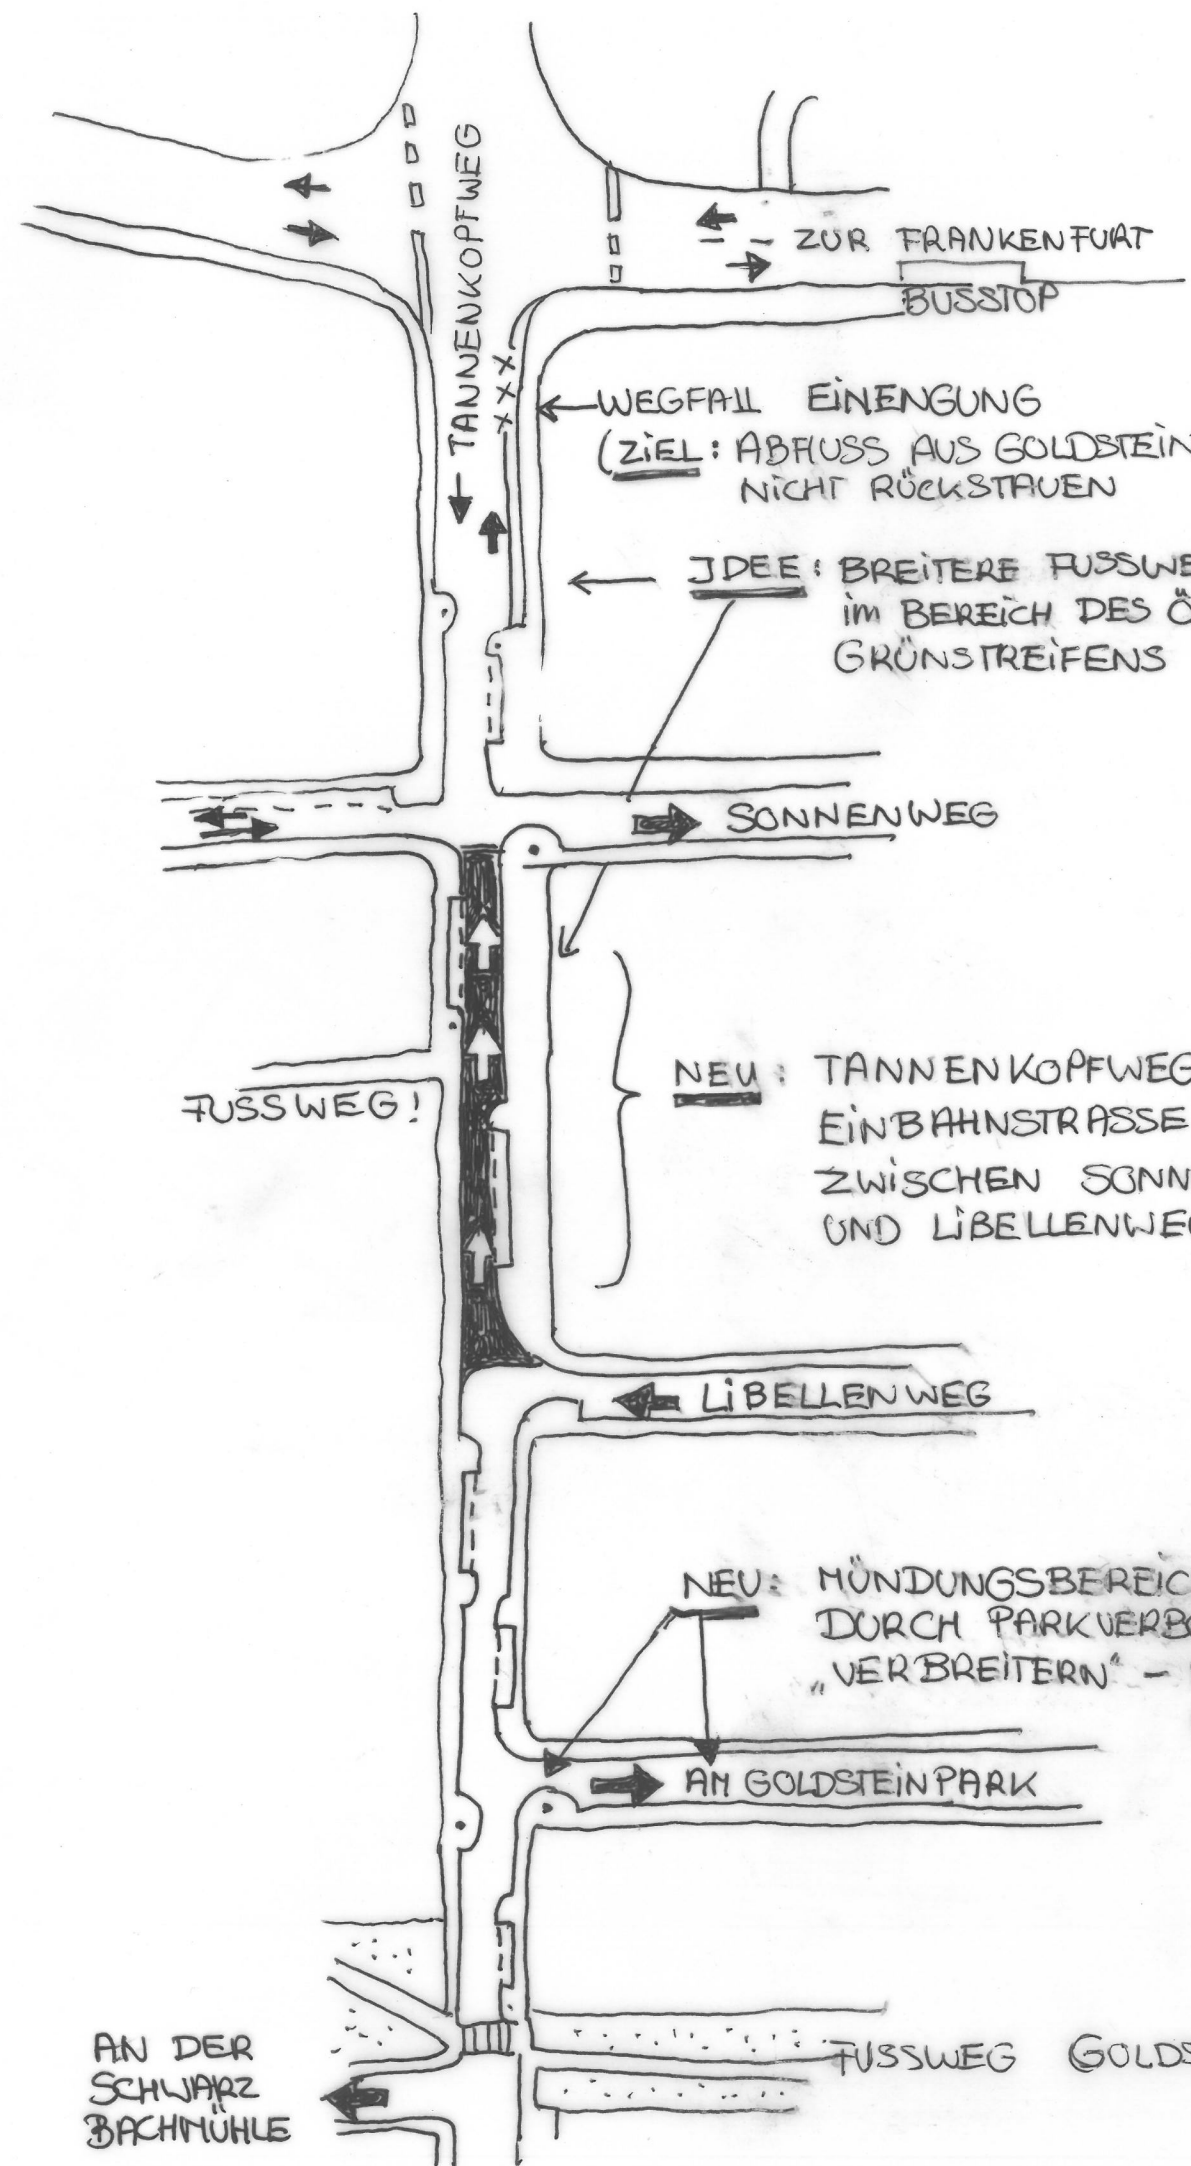 TANNENKOPFWEG
ZUR FRANKENFURT
BUSSTOP
WEGFALL EINENGUNG
(ZIEL: ABFLUSS AUS GOLDSTEIN
NICHT RÜCKSTAUEN
IDEE: BREITERE FUSSWE
im BEREICH DES Ö
GRÜNSTREIFENS
SONNENWEG
FUSSWEG!
NEU: TANNENKOPFWEG
EINBAHNSTRASSE
ZWISCHEN SONN
UND LIBELLENWE
LIBELLENWEG
NEU: MÜNDUNGSBEREIC
DURCH PARKVERB
„VERBREITERN“ –
AM GOLDSTEINPARK
AN DER
SCHWARZ
BACHMÜHLE
FUSSWEG GOLDS